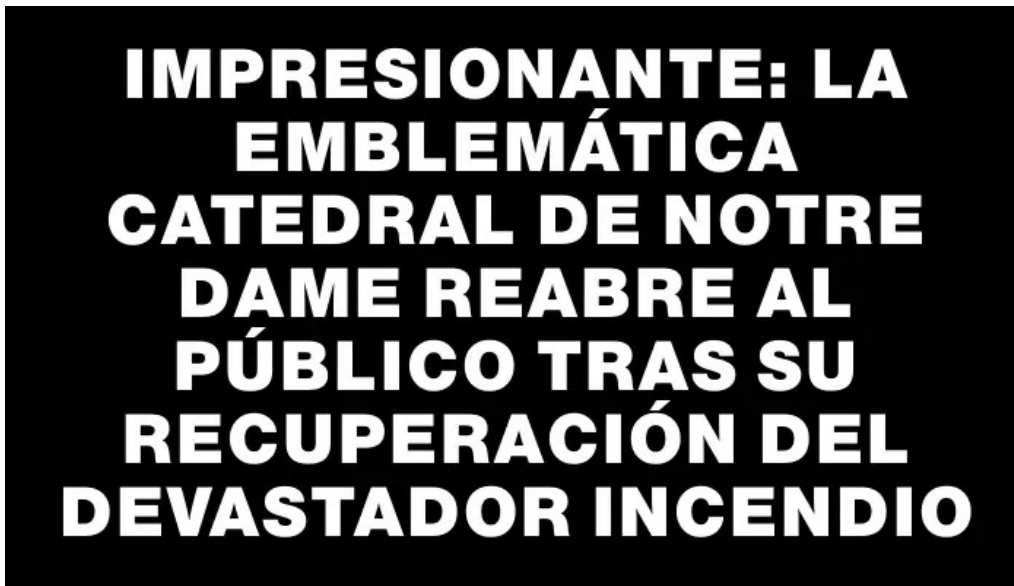 IMPRESIONANTE: LA
EMBLEMÁTICA
CATEDRAL DE NOTRE
DAME REABRE AL
PÚBLICO TRAS SU
RECUPERACIÓN DEL
DEVASTADOR INCENDIO